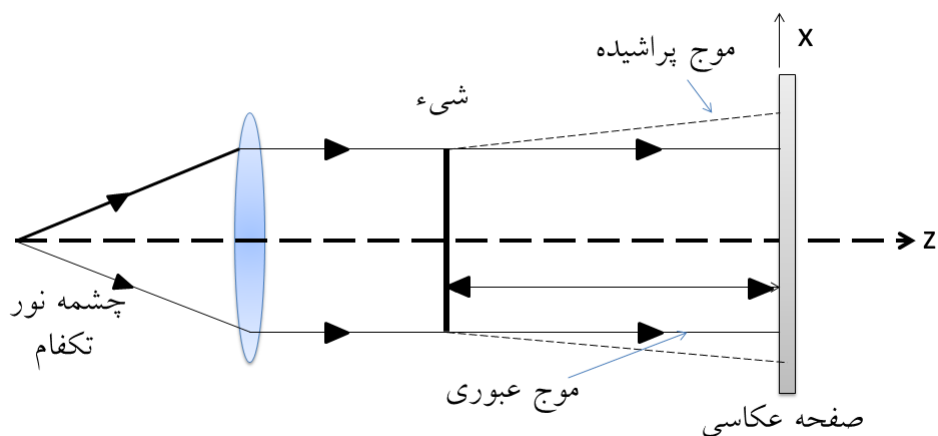 X
موج پراشیده
شیء
Z
چشمه نور
تکفام
موج عبوری
صفحه عکاسی